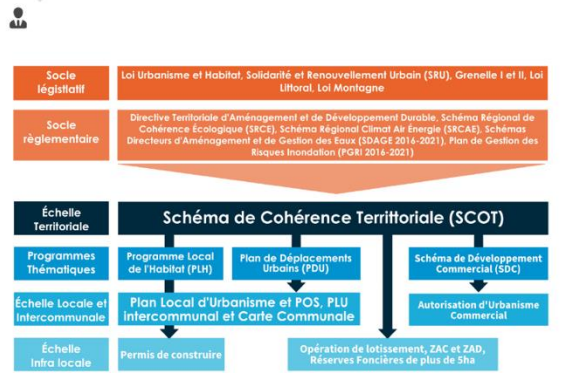 Socle
législatif
Loi Urbanisme et Habitat, Solidarité et Renouvellement Urbain (SRU), Grenelle I et II, Loi
Littoral, Loi Montagne
Socle
règlementaire
Directive Territoriale d'Aménagement et de Développement Durable, Schéma Régional de
Cohérence Écologique (SRCE), Schéma Régional Climat Air Énergie (SRCAE), Schémas
Directeurs d'Aménagement et de Gestion des Eaux (SDAGE 2016-2021), Plan de Gestion des
Risques Inondation (PGRI 2016-2021)
Échelle
Territoriale
Schéma de Cohérence Territtoriale (SCOT)
Programmes
Thématiques
Programme Local
de l'Habitat (PLH)
Plan de Déplacements
Urbains (PDU)
Schéma de Développement
Commercial (SDC)
Échelle Locale et
Intercommunale
Plan Local d'Urbanisme et POS, PLU
intercommunal et Carte Communale
Autorisation d'Urbanisme
Commercial
Échelle
Infra locale
Permis de construire
Opération de lotissement, ZAC et ZAD,
Réserves Foncières de plus de 5ha